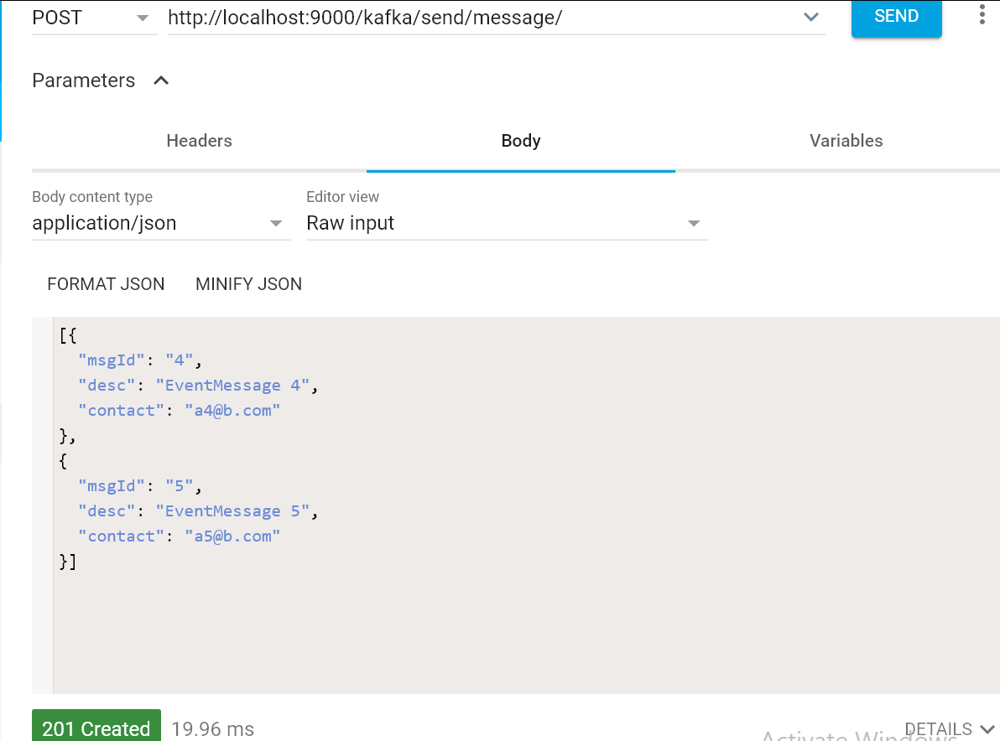 POST http://localhost:9000/kafka/send/message/ SEND
Parameters
Headers Body Variables
Body content type Editor view
application/json Raw input
FORMAT JSON MINIFY JSON
[{
"msgId": "4",
"desc": "EventMessage 4",
"contact": "a4@b.com"
},
{
"msgId": "5",
"desc": "EventMessage 5",
"contact": "a5@b.com"
}]
201 Created 19.96 ms DETAILS
Activate Windows